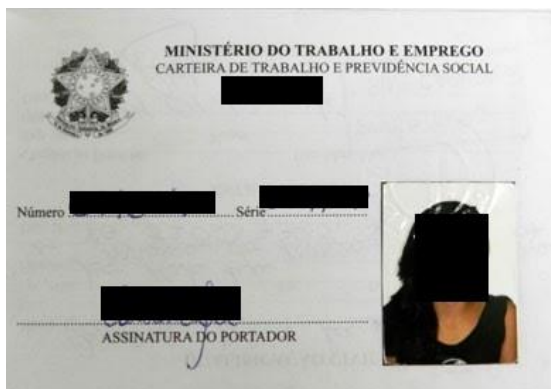 MINISTÉRIO DO TRABALHO E EMPREGO
CARTEIRA DE TRABALHO E PREVIDÊNCIA SOCIAL
Número
Série
ASSINATURA DO PORTADOR